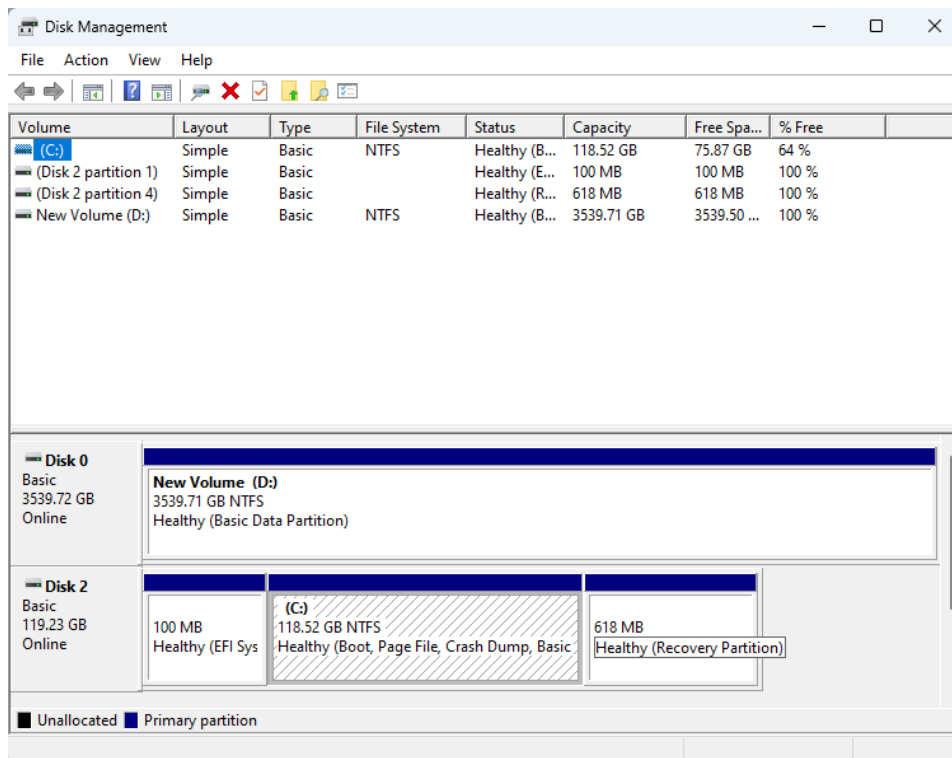 Disk Management
File Action View Help
Volume Layout Type File System Status Capacity Free Spa... % Free
(C:) Simple Basic NTFS Healthy (B... 118.52 GB 75.87 GB 64 %
(Disk 2 partition 1) Simple Basic Healthy (E... 100 MB 100 MB 100 %
(Disk 2 partition 4) Simple Basic Healthy (R... 618 MB 618 MB 100 %
New Volume (D:) Simple Basic NTFS Healthy (B... 3539.71 GB 3539.50 ... 100 %
Disk 0
Basic
3539.72 GB
Online
New Volume (D:)
3539.71 GB NTFS
Healthy (Basic Data Partition)
Disk 2
Basic
119.23 GB
Online
100 MB
Healthy (EFI Sys
(C:)
118.52 GB NTFS
Healthy (Boot, Page File, Crash Dump, Basic
618 MB
Healthy (Recovery Partition)
Unallocated Primary partition